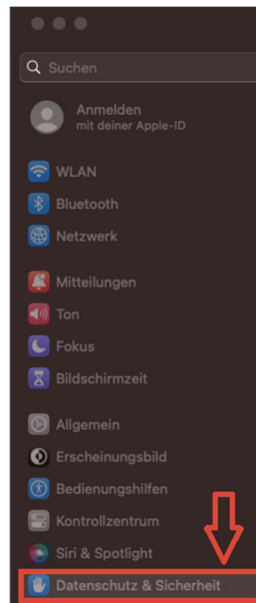 Suchen
Anmelden
mit deiner Apple-ID
WLAN
Bluetooth
Netzwerk
Mitteilungen
Ton
Fokus
Bildschirmzeit
Allgemein
Erscheinungsbild
Bedienungshilfen
Kontrollzentrum
Siri & Spotlight
Datenschutz & Sicherheit